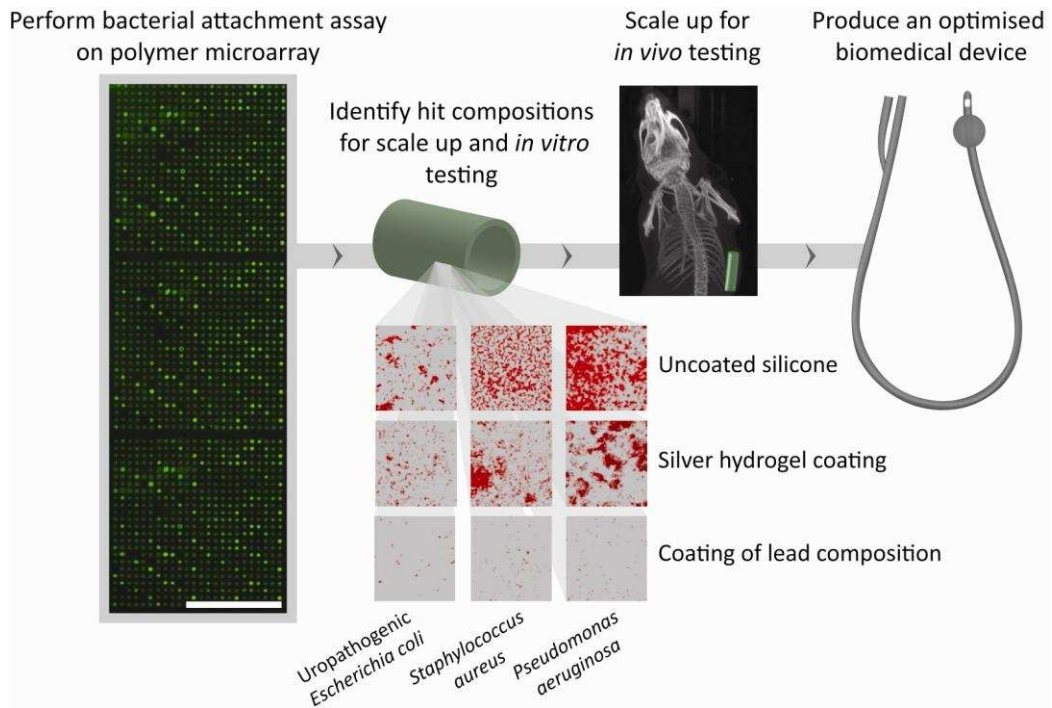 Perform bacterial attachment assay
on polymer microarray
Identify hit compositions
for scale up and in vitro
testing
Scale up for
in vivo testing
Produce an optimised
biomedical device
Uncoated silicone
Silver hydrogel coating
Coating of lead composition
Uropathogenic
Escherichia coli
Staphylococcus
aureus
Pseudomonas
aeruginosa